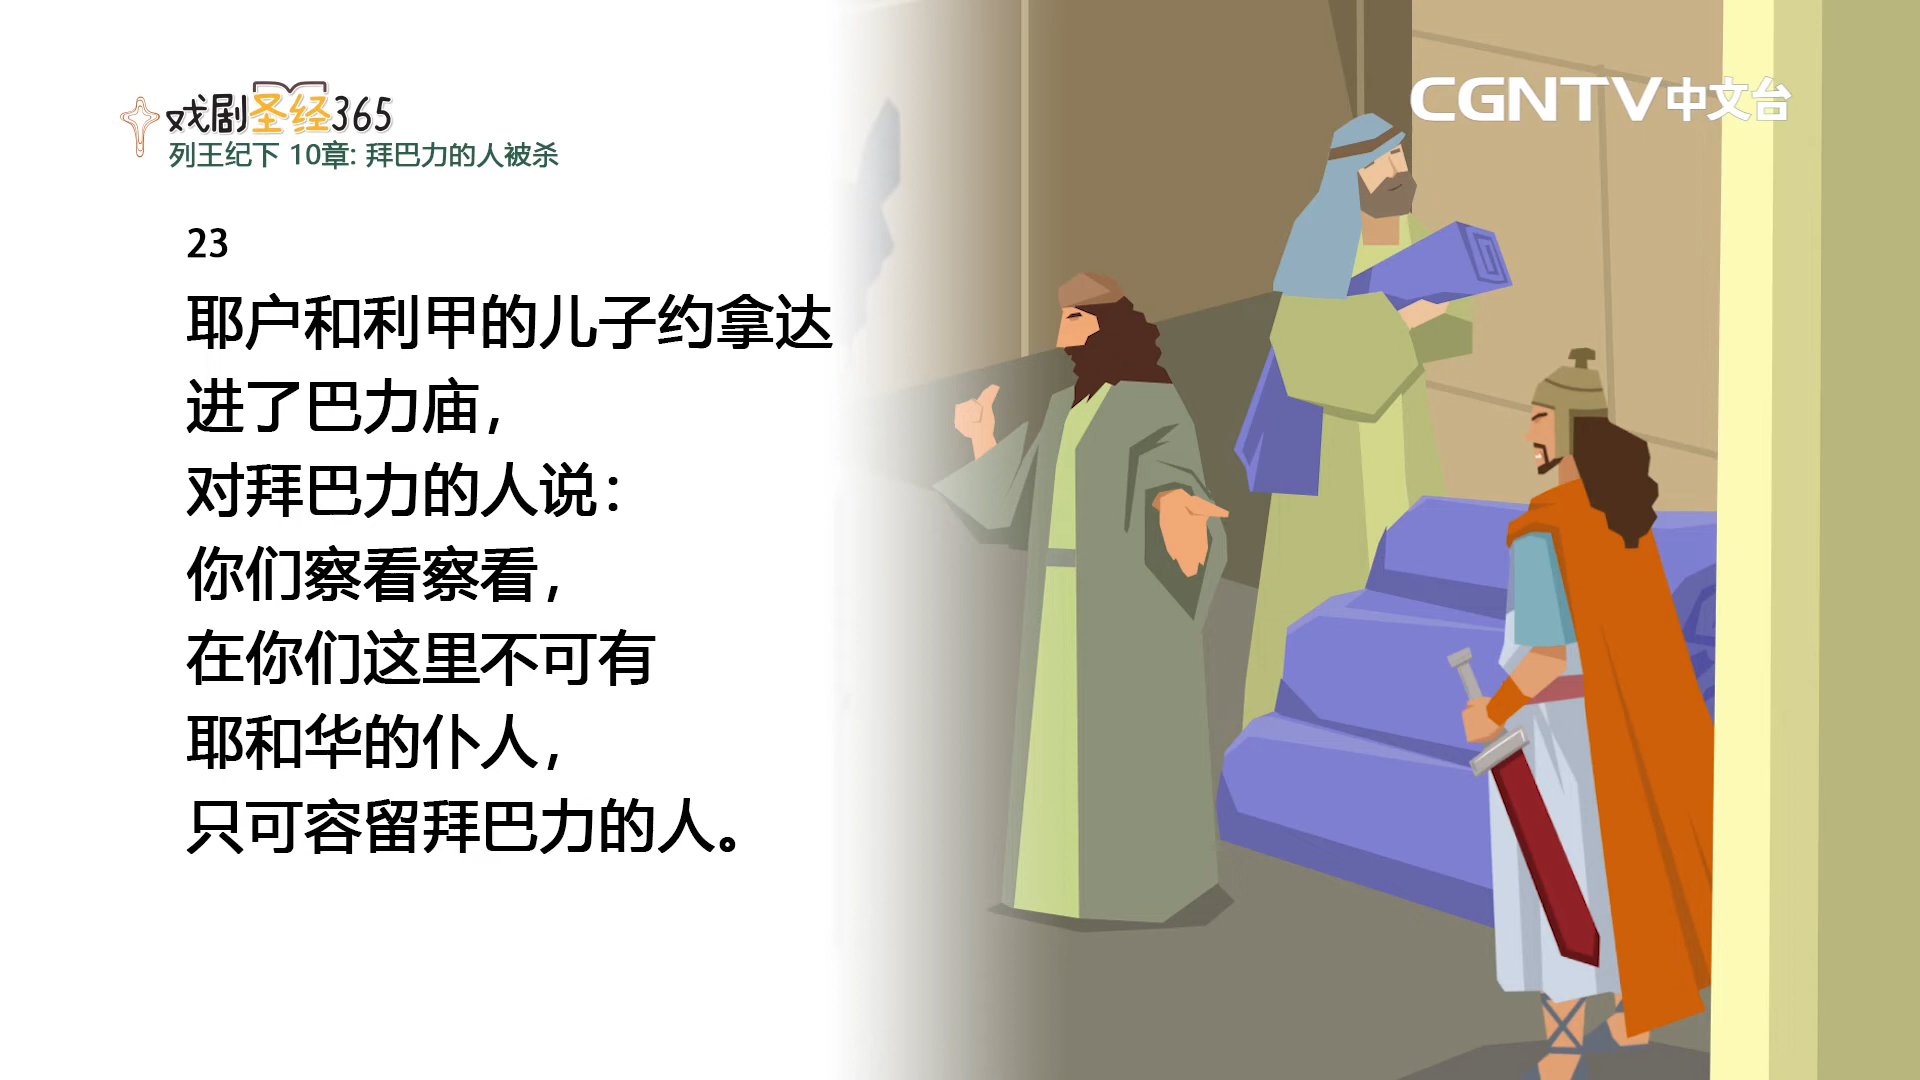 戏剧圣经365
CGNTV中文台
列王纪下 10章: 拜巴力的人被杀
23
耶户和利甲的儿子约拿达
进了巴力庙，
对拜巴力的人说：
你们察看察看，
在你们这里不可有
耶和华的仆人，
只可容留拜巴力的人。